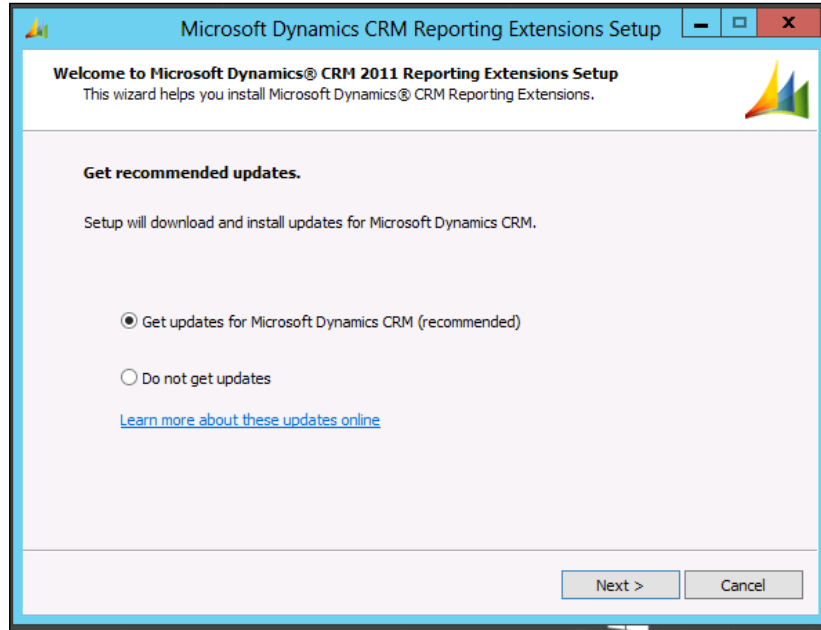 Microsoft Dynamics CRM Reporting Extensions Setup
Welcome to Microsoft Dynamics® CRM 2011 Reporting Extensions Setup
This wizard helps you install Microsoft Dynamics® CRM Reporting Extensions.
Get recommended updates.
Setup will download and install updates for Microsoft Dynamics CRM.
Get updates for Microsoft Dynamics CRM (recommended)
Do not get updates
Learn more about these updates online
Next >
Cancel